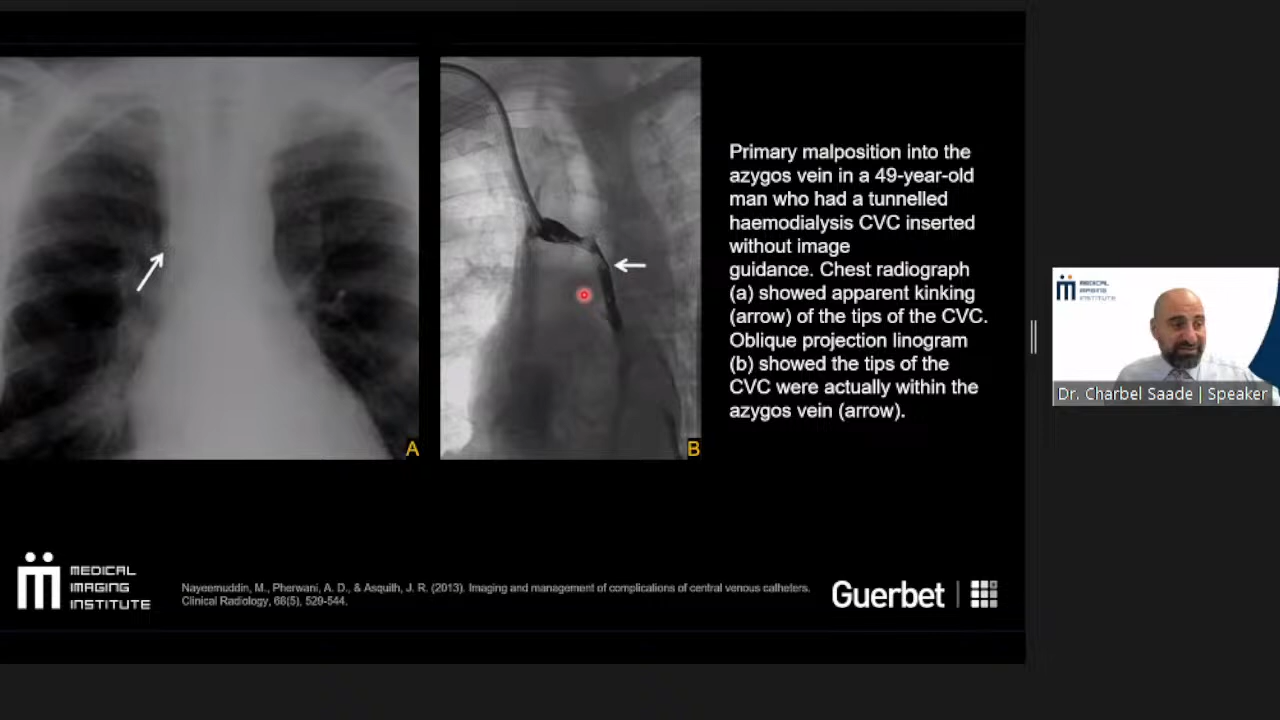 Primary malposition into the
azygos vein in a 49-year-old
man who had a tunnelled
haemodialysis CVC inserted
without image
guidance. Chest radiograph
(a) showed apparent kinking
(arrow) of the tips of the CVC.
Oblique projection linogram
(b) showed the tips of the
CVC were actually within the
azygos vein (arrow).
A
B
MEDICAL
IMAGING
INSTITUTE
Dr. Charbel Saade | Speaker
MEDICAL
IMAGING
INSTITUTE
Nayeemuddin, M., Pherwani, A. D., & Asquith, J. R. (2013). Imaging and management of complications of central venous catheters.
Clinical Radiology, 68(5), 529-544.
Guerbet